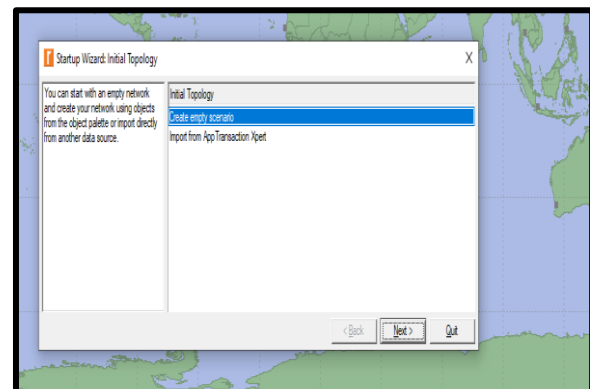 Startup Wizard: Initial Topology
X
You can start with an empty network
and create your network using objects
from the object palette or import directly
from another data source.
Initial Topology
Create empty scenario
Import from App Transaction Xpert
< Back
Next >
Quit